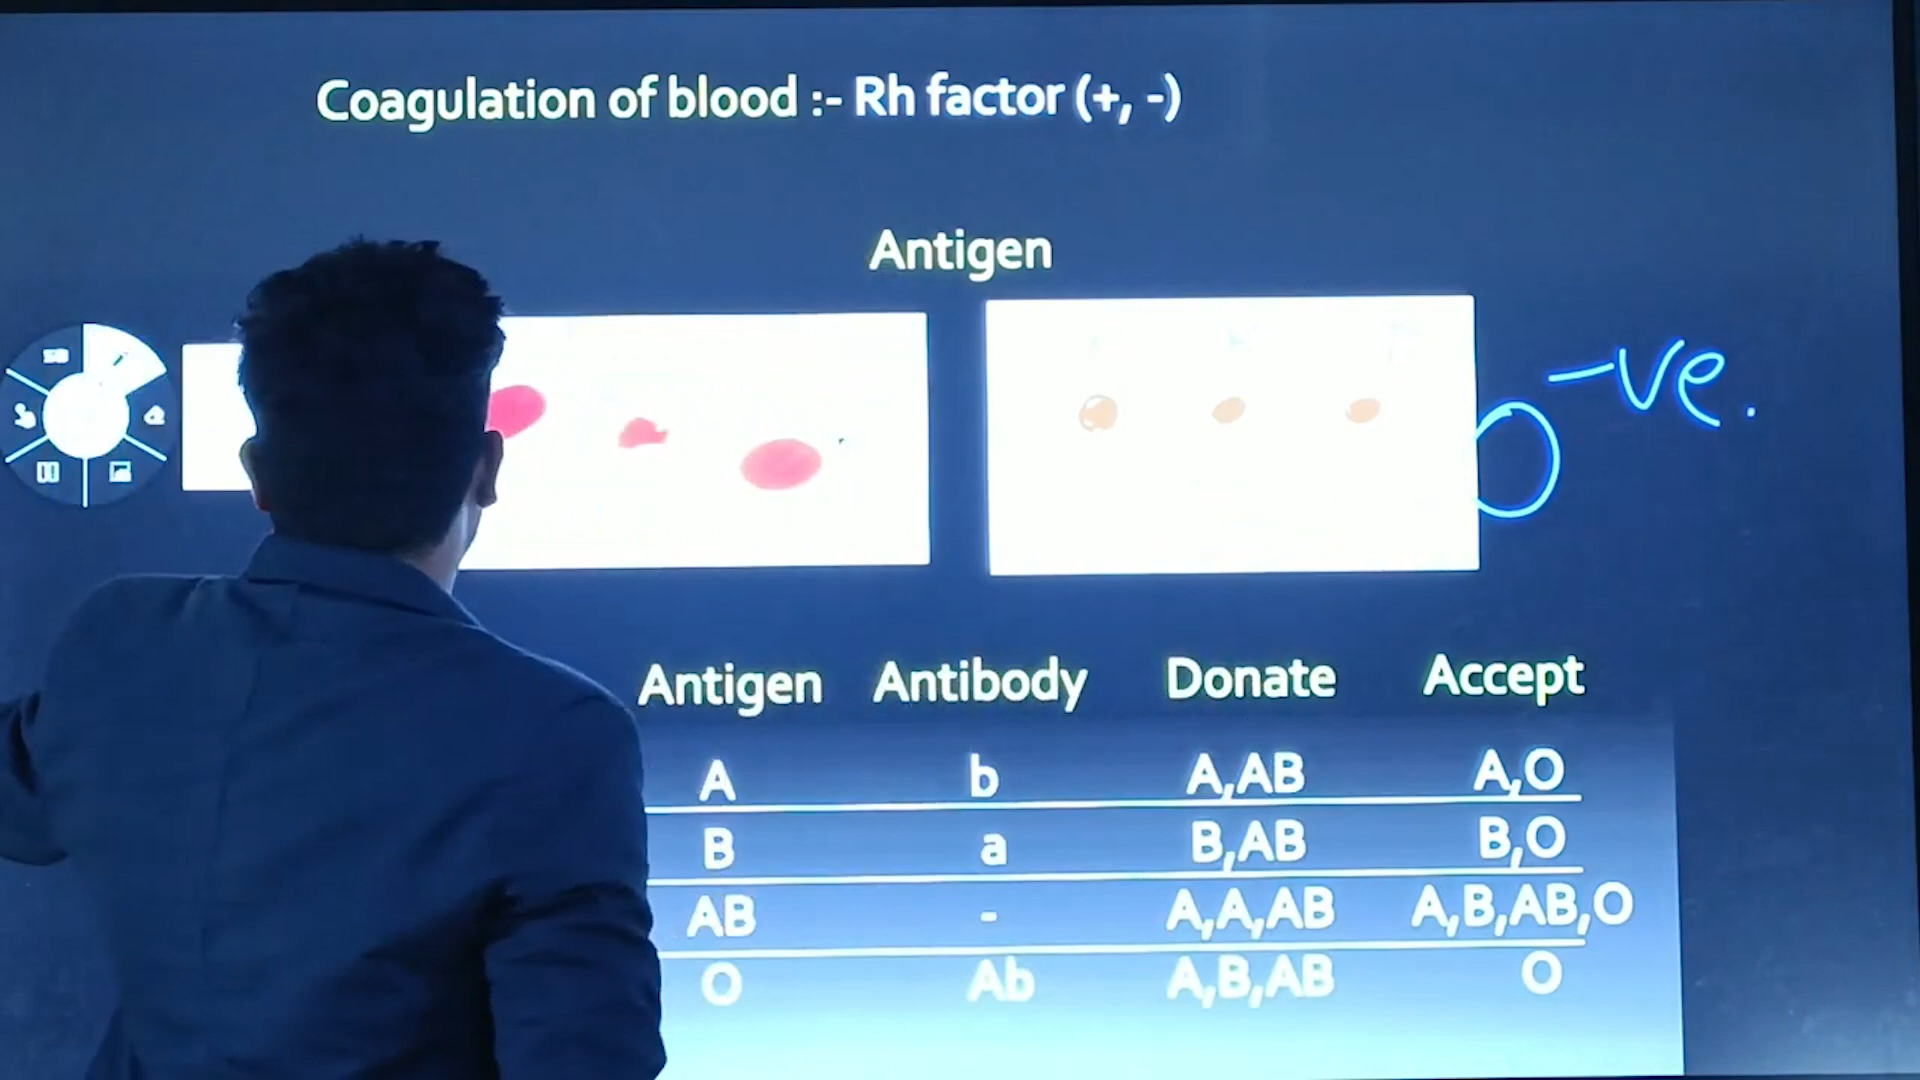 Coagulation of blood :- Rh factor (+, -)
Antigen
O -ve.
Antigen Antibody Donate Accept
A b A,AB A,O
B a B,AB B,O
AB - A,A,AB A,B,AB,O
O Ab A,B,AB O